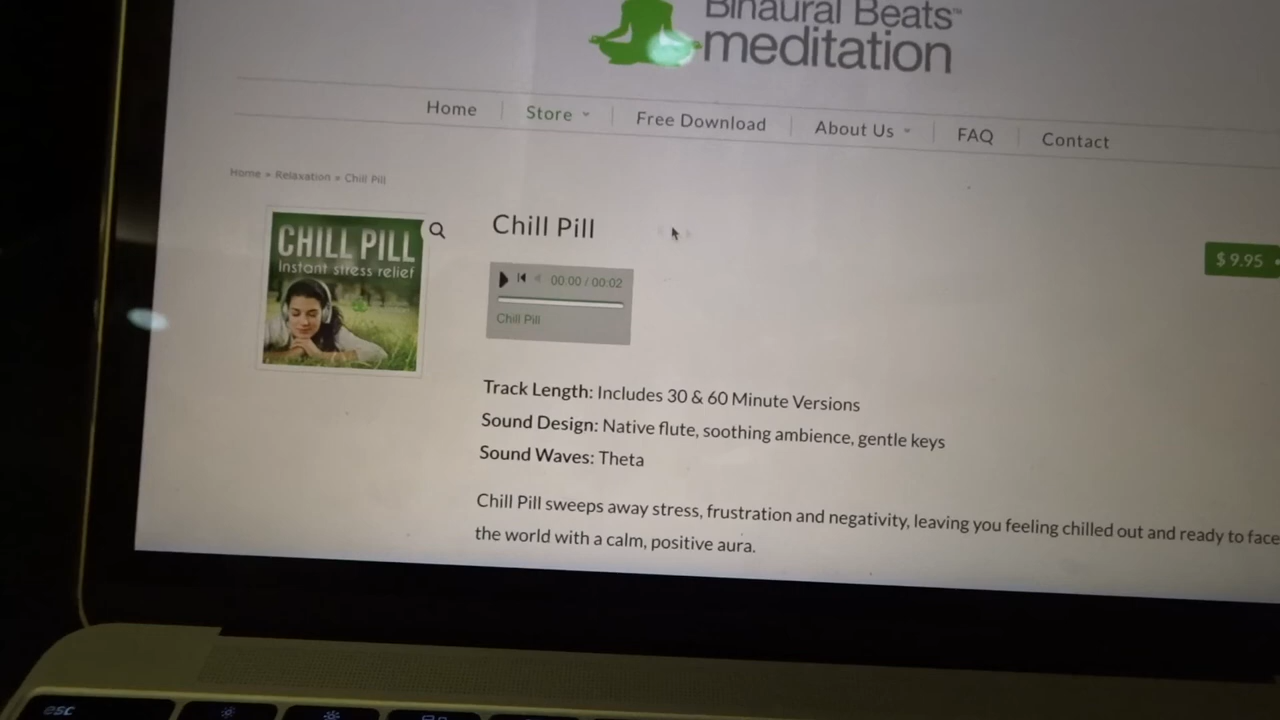 Binaural Beats™
meditation
Home
Store
Free Download
About Us
FAQ
Contact
Home » Relaxation » Chill Pill
CHILL PILL
Instant stress relief
Chill Pill
$ 9.95
00:00 / 00:02
Chill Pill
Track Length: Includes 30 & 60 Minute Versions
Sound Design: Native flute, soothing ambience, gentle keys
Sound Waves: Theta
Chill Pill sweeps away stress, frustration and negativity, leaving you feeling chilled out and ready to face
the world with a calm, positive aura.
esc